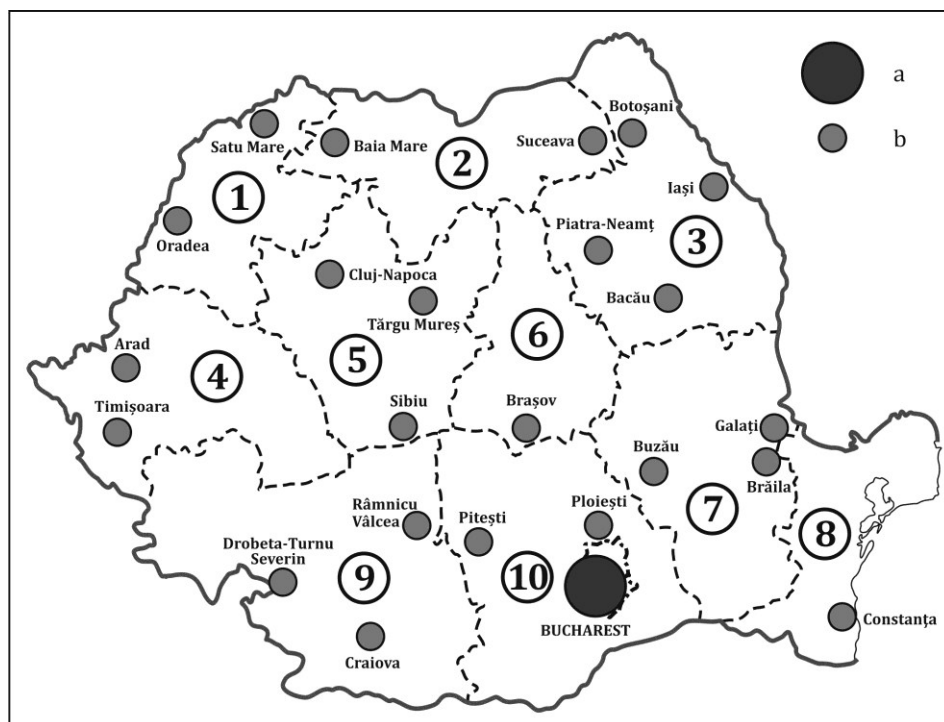 a
Botoșani
Satu Mare
Baia Mare
Suceava
b
2
1
Iași
Piatra-Neamț
3
Oradea
Cluj-Napoca
Bacău
Târgu Mureș
6
Arad
5
4
Timișoara
Sibiu
Brașov
Galați
Buzău
Brăila
Râmnicu
Vâlcea
Pitești
Ploiești
7
8
Drobeta-Turnu
Severin
9
10
BUCHAREST
Constanța
Craiova